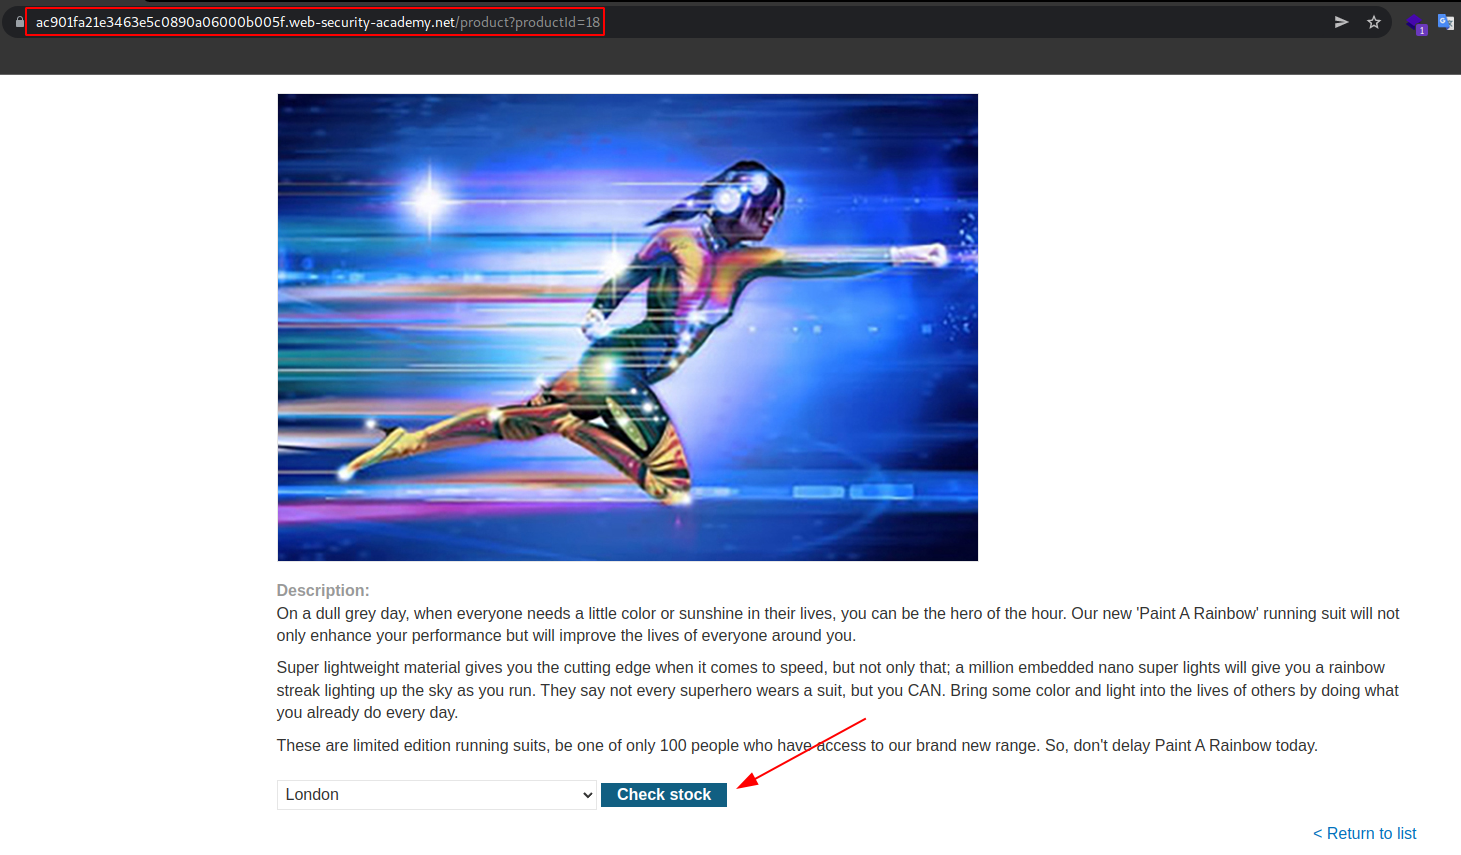 ac901fa21e3463e5c0890a06000b005f.web-security-academy.net/product?productId=18
1
G
Description:
On a dull grey day, when everyone needs a little color or sunshine in their lives, you can be the hero of the hour. Our new 'Paint A Rainbow' running suit will not
only enhance your performance but will improve the lives of everyone around you.
Super lightweight material gives you the cutting edge when it comes to speed, but not only that; a million embedded nano super lights will give you a rainbow
streak lighting up the sky as you run. They say not every superhero wears a suit, but you CAN. Bring some color and light into the lives of others by doing what
you already do every day.
These are limited edition running suits, be one of only 100 people who have access to our brand new range. So, don't delay Paint A Rainbow today.
London Check stock
< Return to list